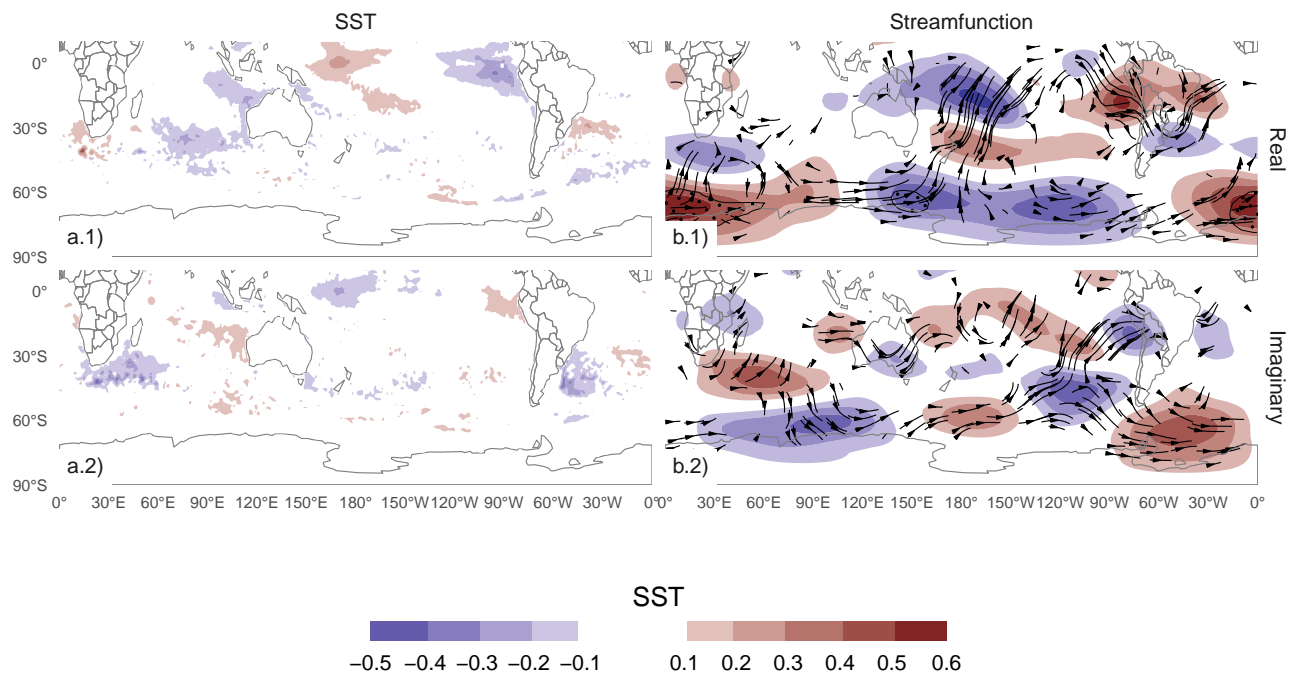 SST
Streamfunction
0°
30°S
60°S
90°S
a.1)
b.1)
Real
0°
30°S
60°S
90°S
a.2)
b.2)
Imaginary
0° 30°E 60°E 90°E 120°E 150°E 180° 150°W 120°W 90°W 60°W 30°W 0°
30°E 60°E 90°E 120°E 150°E 180° 150°W 120°W 90°W 60°W 30°W 0°
SST
−0.5 −0.4 −0.3 −0.2 −0.1 0.1 0.2 0.3 0.4 0.5 0.6